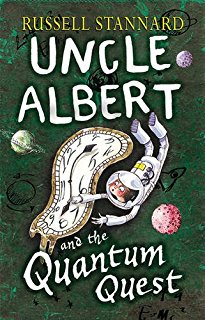 RUSSELL STANNARD
UNCLE
ALBERT
and the
Quantum
Quest